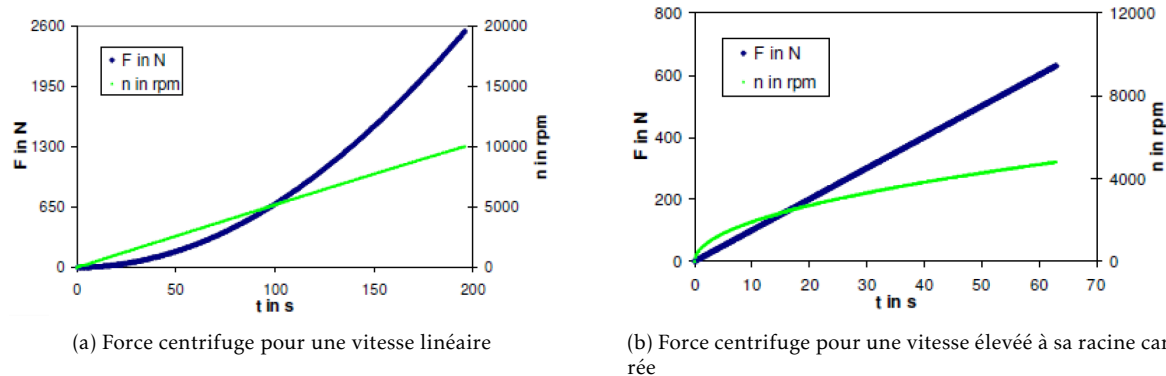 2600
1950
1300
650
0
F in N
F in N
n in rpm
20000
15000
10000
5000
0
n in rpm
0 50 100 150 200
t in s
(a) Force centrifuge pour une vitesse linéaire
800
600
400
200
0
F in N
F in N
n in rpm
12000
8000
4000
0
n in rpm
0 10 20 30 40 50 60 70
t in s
(b) Force centrifuge pour une vitesse élevéé à sa racine car
rée